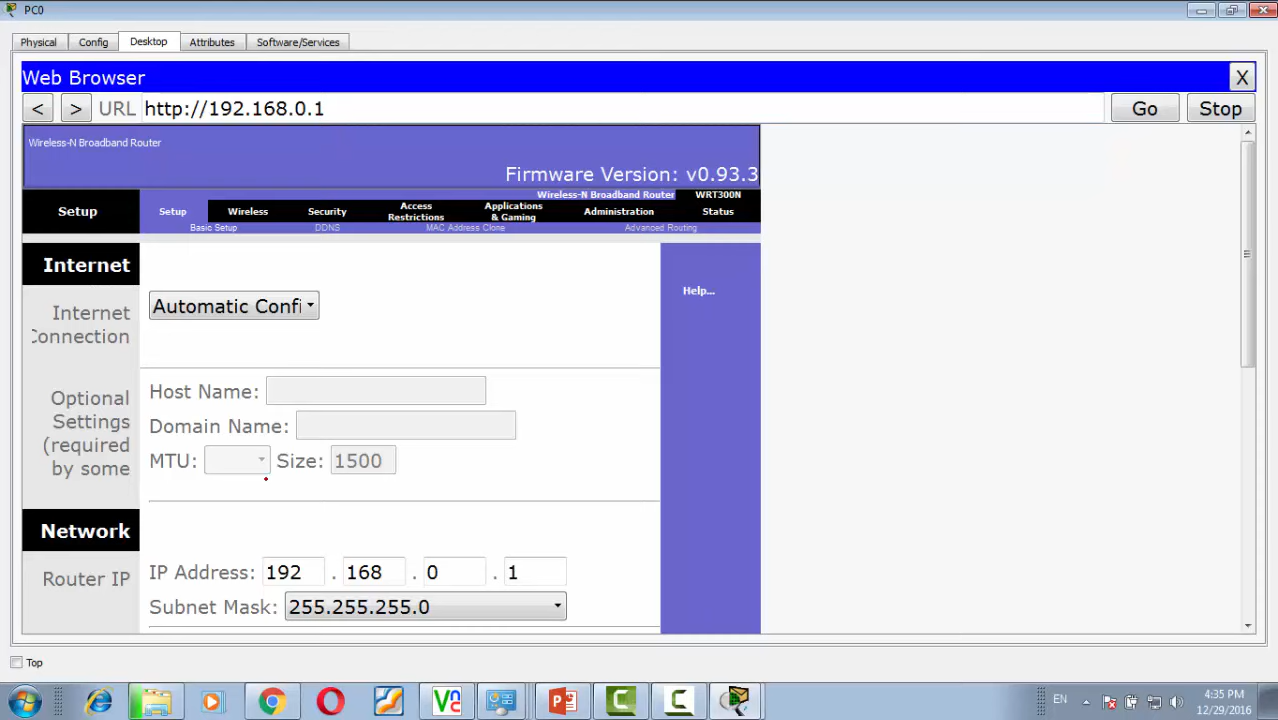 PC0
Physical Config Desktop Attributes Software/Services
Web Browser X
< > URL http://192.168.0.1 Go Stop
Wireless-N Broadband Router
Firmware Version: v0.93.3
Wireless-N Broadband Router WRT300N
Setup Setup Wireless Security Access Restrictions Applications & Gaming Administration Status
Basic Setup DDNS MAC Address Clone Advanced Routing
Internet
Help...
Internet
Connection
Automatic Confi
Optional
Settings
(required
by some
Host Name:
Domain Name:
MTU: Size: 1500
Network
Router IP
IP Address: 192 . 168 . 0 . 1
Subnet Mask: 255.255.255.0
Top
EN 4:35 PM
12/29/2016